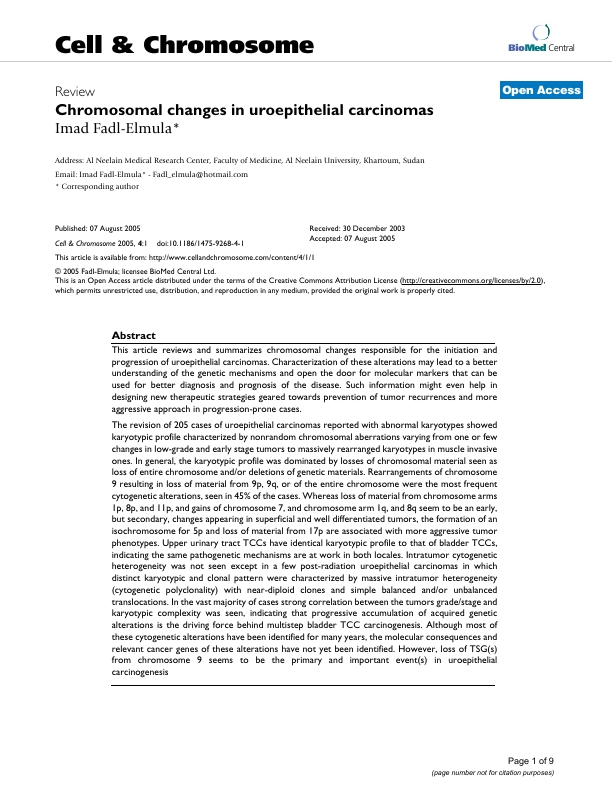 Cell & Chromosome
BioMed Central
Open Access
Review
Chromosomal changes in uroepithelial carcinomas
Imad Fadl-Elmula*
Address: Al Neelain Medical Research Center, Faculty of Medicine, Al Neelain University, Khartoum, Sudan
Email: Imad Fadl-Elmula* - Fadl_elmula@hotmail.com
* Corresponding author
Published: 07 August 2005
Cell & Chromosome 2005, 4:1 doi:10.1186/1475-9268-4-1
Received: 30 December 2003
Accepted: 07 August 2005
This article is available from: http://www.cellandchromosome.com/content/4/1/1
© 2005 Fadl-Elmula; licensee BioMed Central Ltd.
This is an Open Access article distributed under the terms of the Creative Commons Attribution License (http://creativecommons.org/licenses/by/2.0),
which permits unrestricted use, distribution, and reproduction in any medium, provided the original work is properly cited.
Abstract
This article reviews and summarizes chromosomal changes responsible for the initiation and
progression of uroepithelial carcinomas. Characterization of these alterations may lead to a better
understanding of the genetic mechanisms and open the door for molecular markers that can be
used for better diagnosis and prognosis of the disease. Such information might even help in
designing new therapeutic strategies geared towards prevention of tumor recurrences and more
aggressive approach in progression-prone cases.
The revision of 205 cases of uroepithelial carcinomas reported with abnormal karyotypes showed
karyotypic profile characterized by nonrandom chromosomal aberrations varying from one or few
changes in low-grade and early stage tumors to massively rearranged karyotypes in muscle invasive
ones. In general, the karyotypic profile was dominated by losses of chromosomal material seen as
loss of entire chromosome and/or deletions of genetic materials. Rearrangements of chromosome
9 resulting in loss of material from 9p, 9q, or of the entire chromosome were the most frequent
cytogenetic alterations, seen in 45% of the cases. Whereas loss of material from chromosome arms
1p, 8p, and 11p, and gains of chromosome 7, and chromosome arm 1q, and 8q seem to be an early,
but secondary, changes appearing in superficial and well differentiated tumors, the formation of an
isochromosome for 5p and loss of material from 17p are associated with more aggressive tumor
phenotypes. Upper urinary tract TCCs have identical karyotypic profile to that of bladder TCCs,
indicating the same pathogenetic mechanisms are at work in both locales. Intratumor cytogenetic
heterogeneity was not seen except in a few post-radiation uroepithelial carcinomas in which
distinct karyotypic and clonal pattern were characterized by massive intratumor heterogeneity
(cytogenetic polyclonality) with near-diploid clones and simple balanced and/or unbalanced
translocations. In the vast majority of cases strong correlation between the tumors grade/stage and
karyotypic complexity was seen, indicating that progressive accumulation of acquired genetic
alterations is the driving force behind multistep bladder TCC carcinogenesis. Although most of
these cytogenetic alterations have been identified for many years, the molecular consequences and
relevant cancer genes of these alterations have not yet been identified. However, loss of TSG(s)
from chromosome 9 seems to be the primary and important event(s) in uroepithelial
carcinogenesis
Page 1 of 9
(page number not for citation purposes)